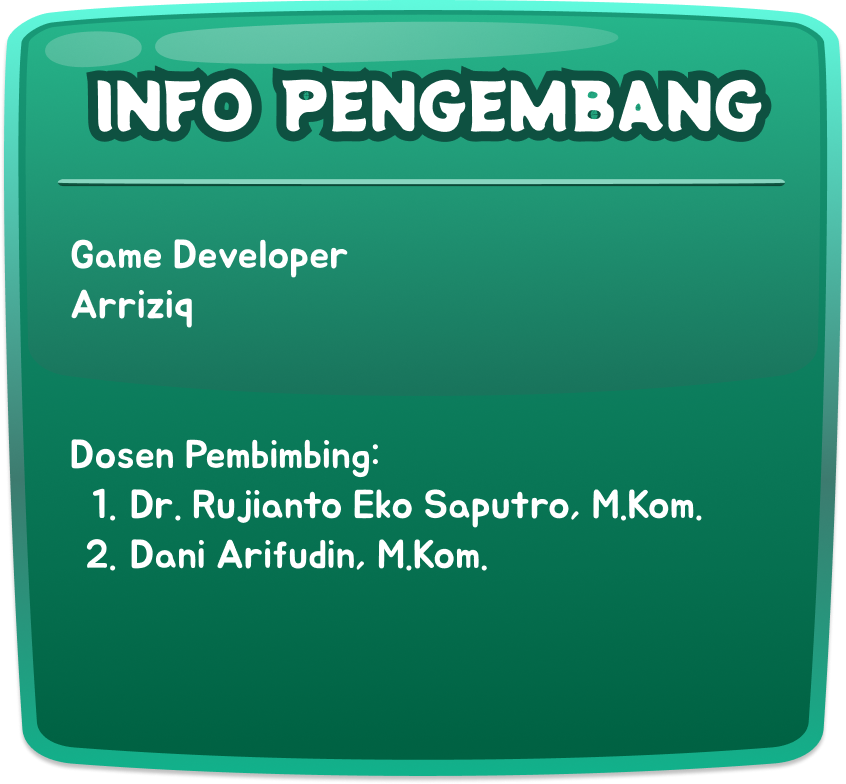 INFO PENGEMBANG
Game Developer
Arriziq
Dosen Pembimbing:
1. Dr. Rujianto Eko Saputro, M.Kom.
2. Dani Arifudin, M.Kom.